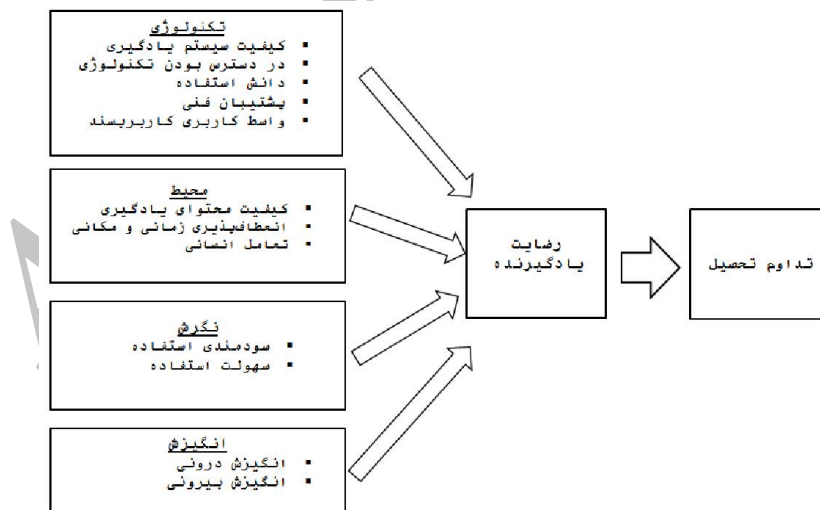 تکنولوژی
▪ کیفیت سیستم یادگیری
▪ در دسترس بودن تکنولوژی
▪ دانش استفاده
▪ پشتیبان فنی
▪ واسط کاربری کاربرپسند
محیط
▪ کیفیت محتوای یادگیری
▪ انعطاف‌پذیری زمانی و مکانی
▪ تعامل انسانی
نگرش
▪ سودمندی استفاده
▪ سهولت استفاده
انگیزش
▪ انگیزش درونی
▪ انگیزش بیرونی
رضایت
یادگیرنده
تداوم تحصیل